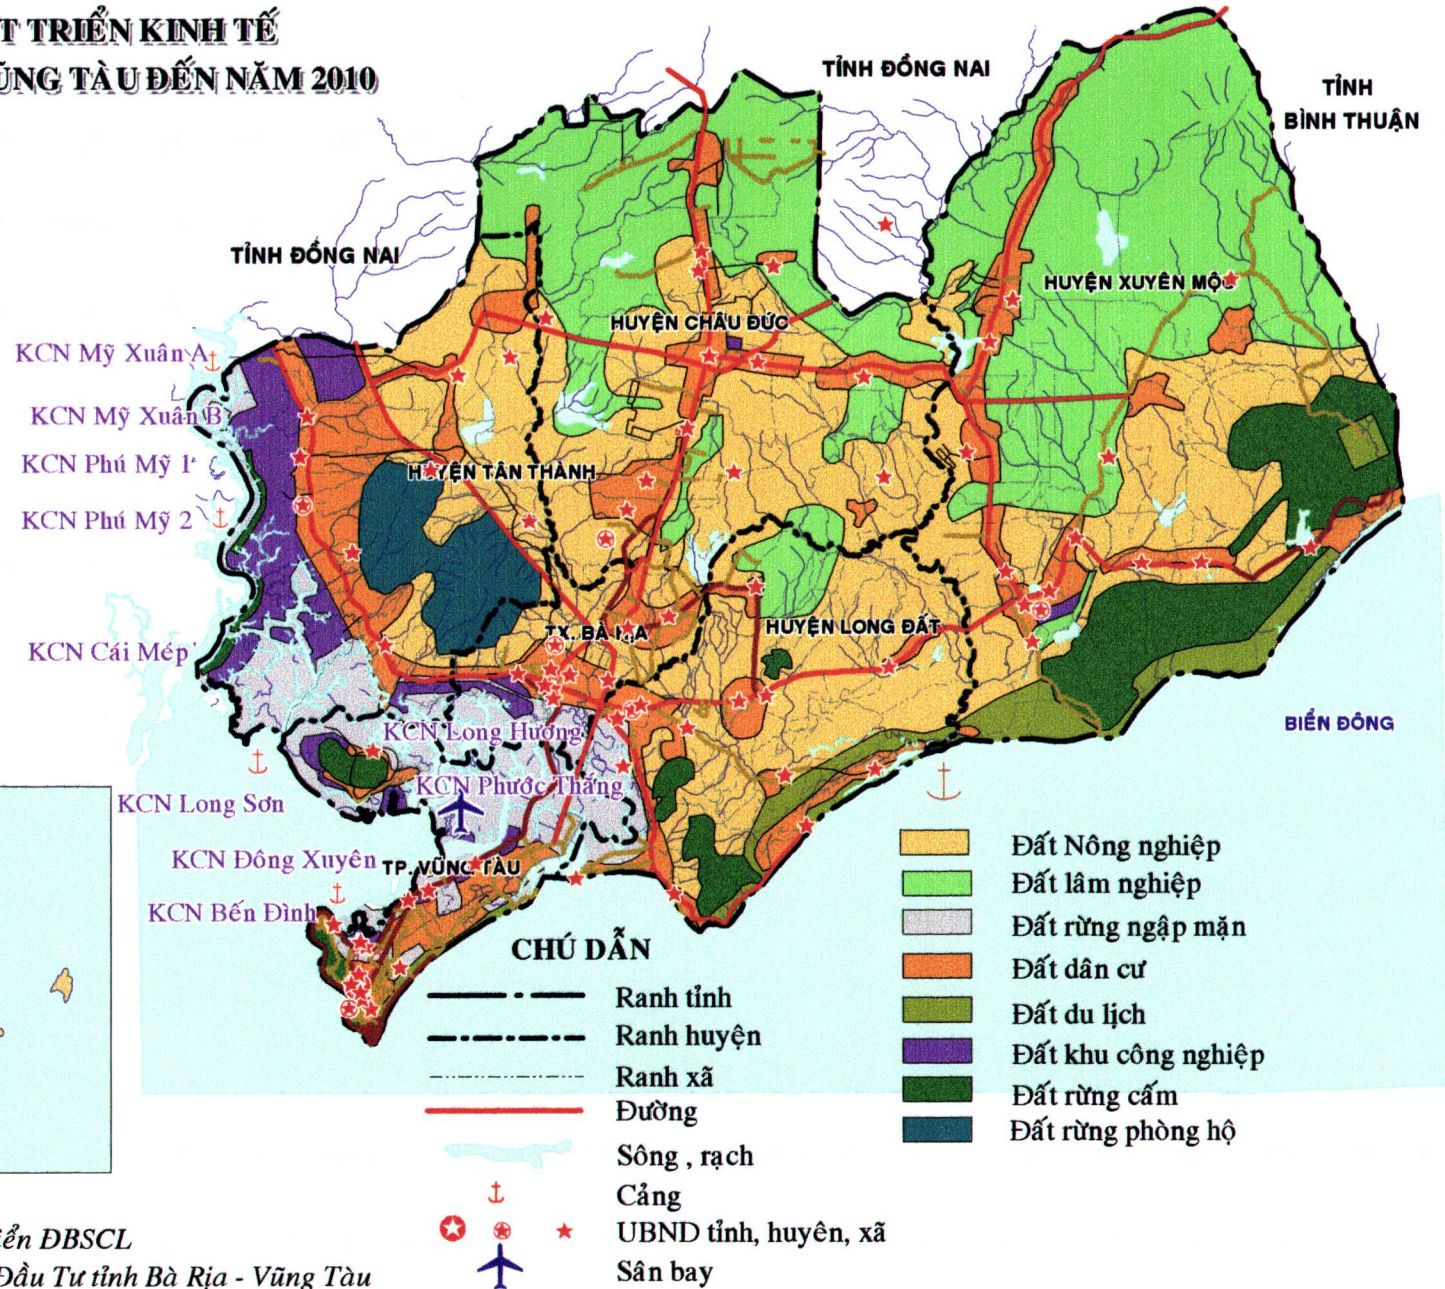 T TRIỂN KINH TẾ
ŨNG TÀU ĐẾN NĂM 2010
TỈNH ĐỒNG NAI
TỈNH
BÌNH THUẬN
TỈNH ĐỒNG NAI
HUYỆN XUYÊN MỘC
HUYỆN CHÂU ĐỨC
KCN Mỹ Xuân A
KCN Mỹ Xuân B
KCN Phú Mỹ 1
HUYỆN TÂN THÀNH
KCN Phú Mỹ 2
TX. BÀ RỊA
HUYỆN LONG ĐẤT
KCN Cái Mép
BIỂN ĐÔNG
KCN Long Hương
KCN Phước Thắng
KCN Long Sơn
KCN Đông Xuyên
TP. VŨNG TÀU
KCN Bến Đình
CHÚ DẪN
Ranh tỉnh
Ranh huyện
Ranh xã
Đường
Sông , rạch
Cảng
UBND tỉnh, huyên, xã
Sân bay
Đất Nông nghiệp
Đất lâm nghiệp
Đất rừng ngập mặn
Đất dân cư
Đất du lịch
Đất khu công nghiệp
Đất rừng cấm
Đất rừng phòng hộ
iển ĐBSCL
Đầu Tư tỉnh Bà Rịa - Vũng Tàu